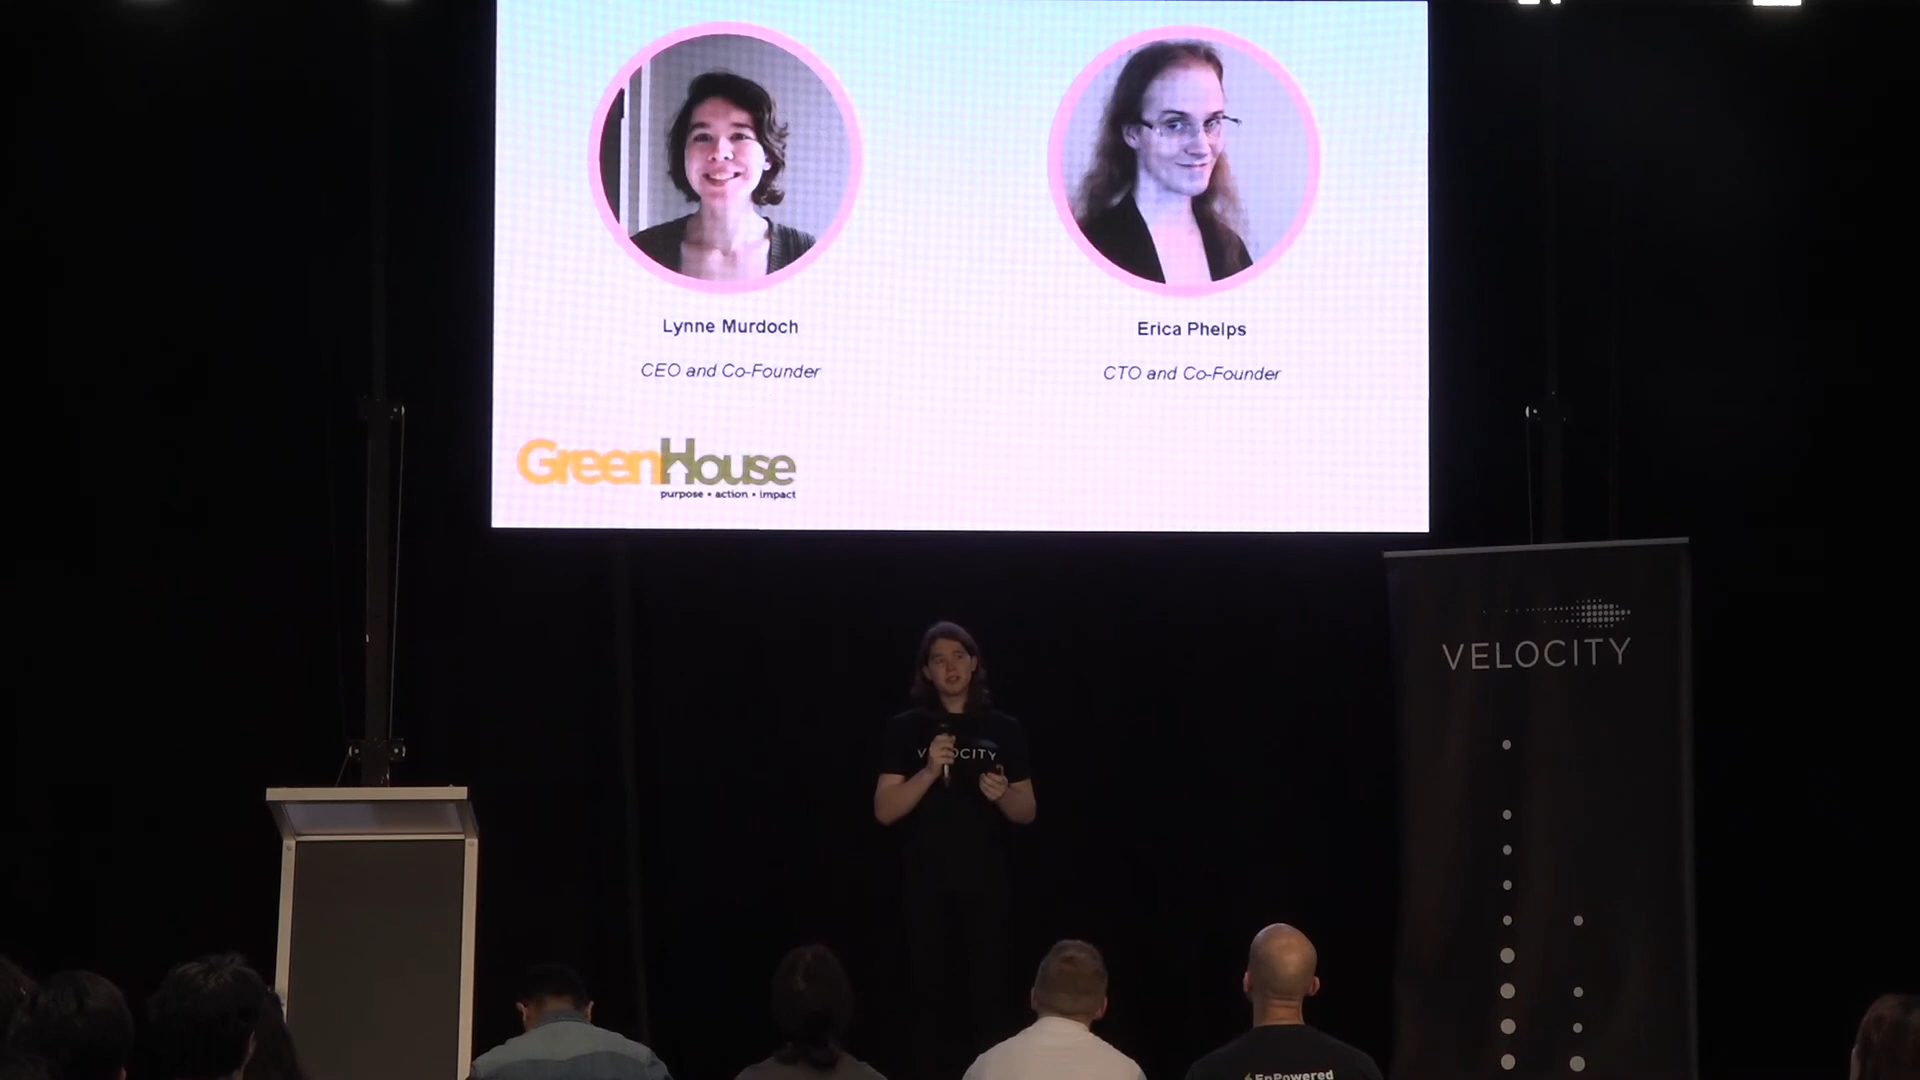 Lynne Murdoch
CEO and Co-Founder
Erica Phelps
CTO and Co-Founder
GreenHouse
purpose • action • impact
VELOCITY
VELOCITY
EnPowered